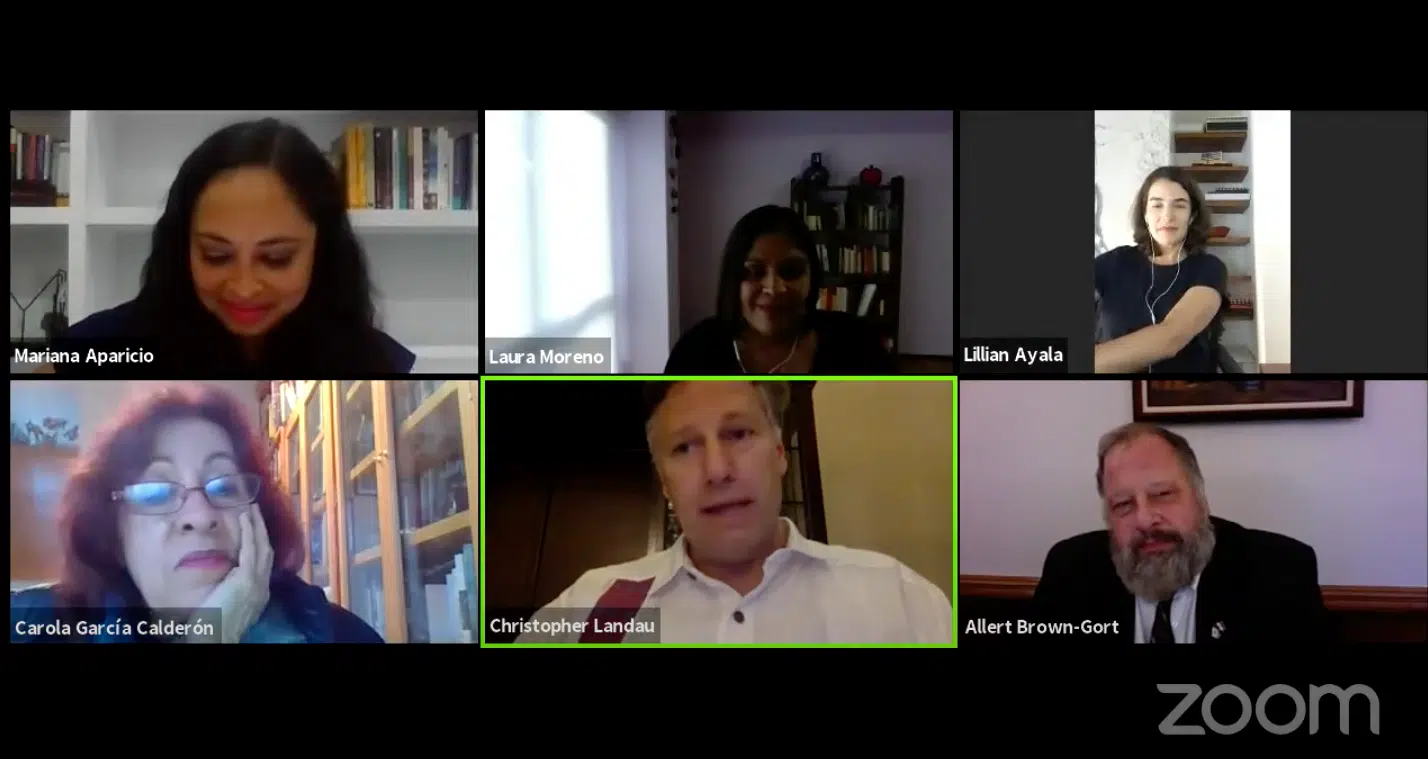 Mariana Aparicio
Laura Moreno
Lillian Ayala
Carola García Calderón
Christopher Landau
Allert Brown-Gort
zoom